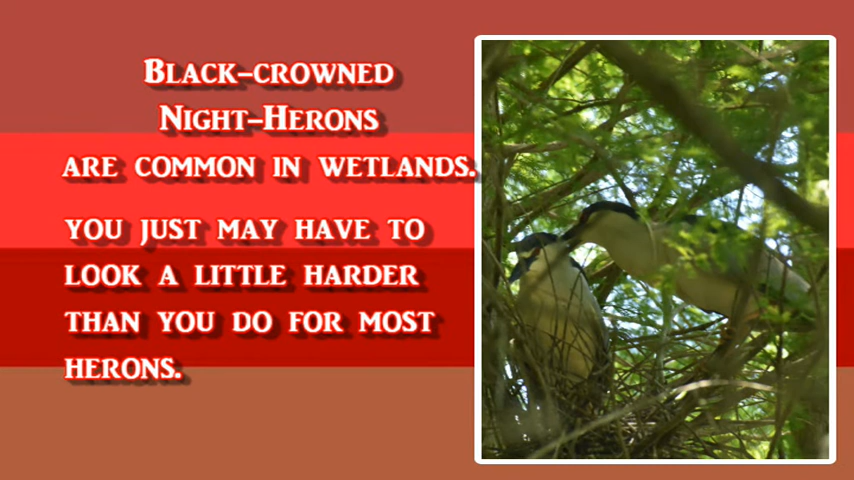 Black-crowned
Night-Herons
are common in wetlands.
you just may have to
look a little harder
than you do for most
herons.